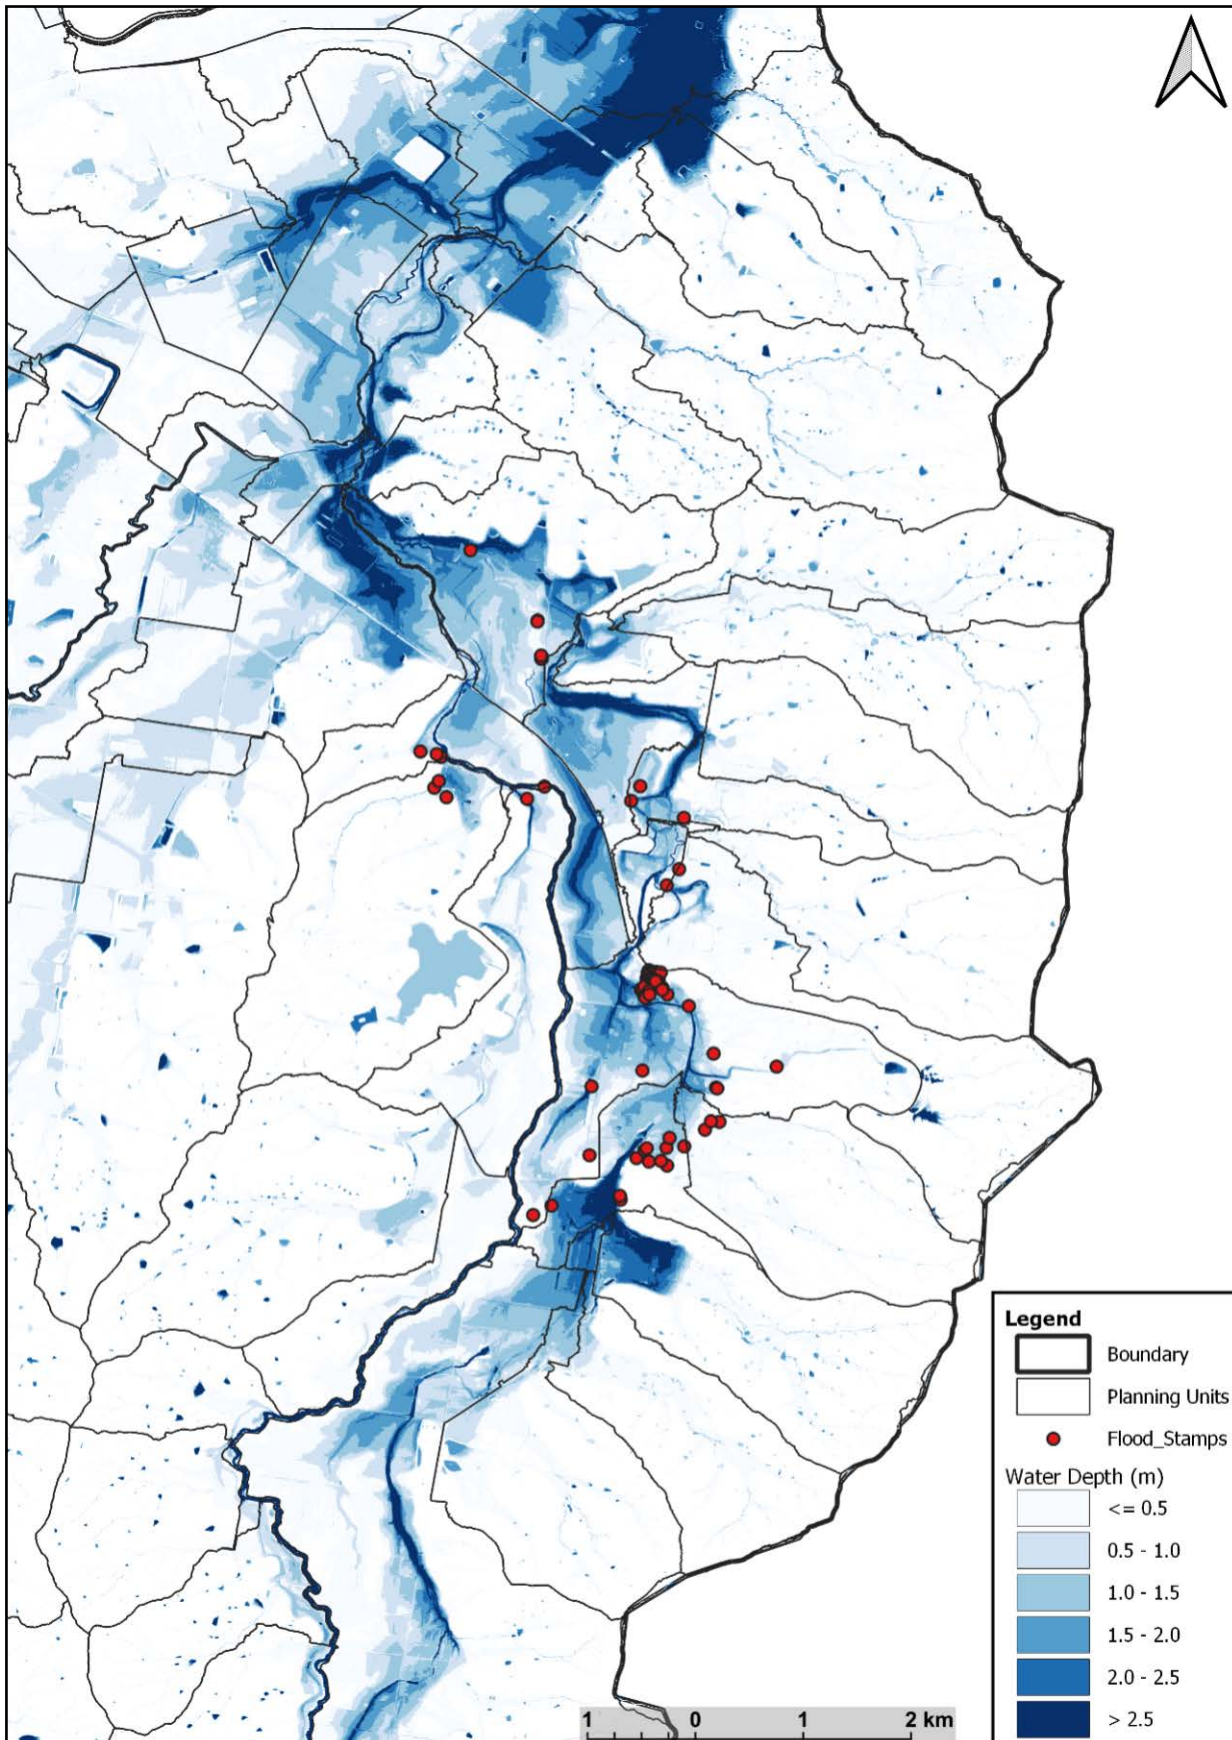 Legend
Boundary
Planning Units
Flood_Stamps
Water Depth (m)
<= 0.5
0.5 - 1.0
1.0 - 1.5
1.5 - 2.0
2.0 - 2.5
> 2.5
1 0 1 2 km